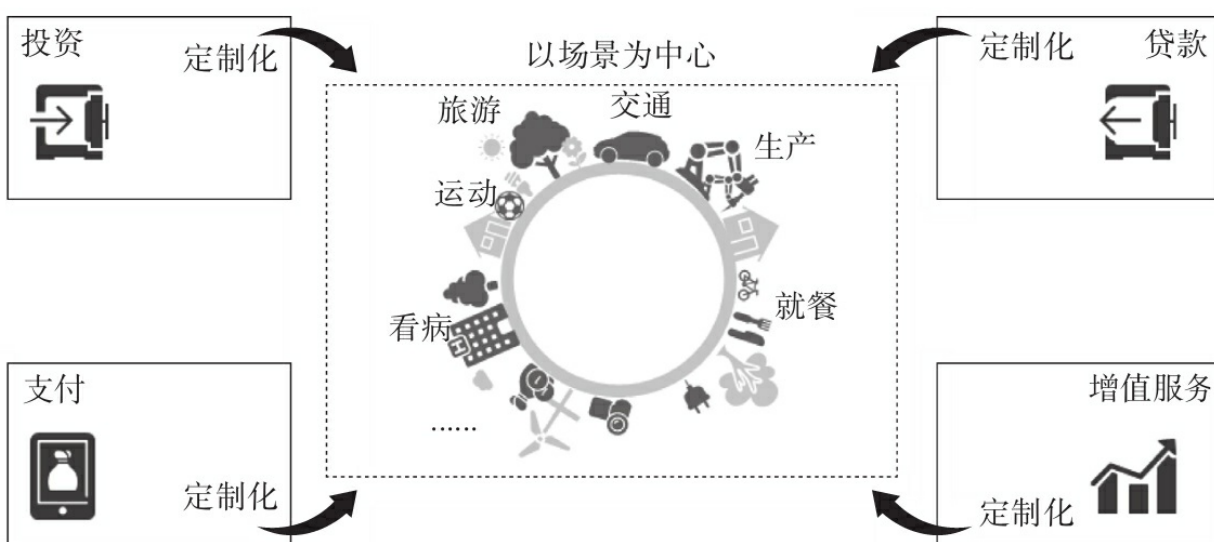 投资
定制化
以场景为中心
定制化
贷款
旅游
交通
生产
运动
就餐
看病
H
……
支付
定制化
增值服务
定制化